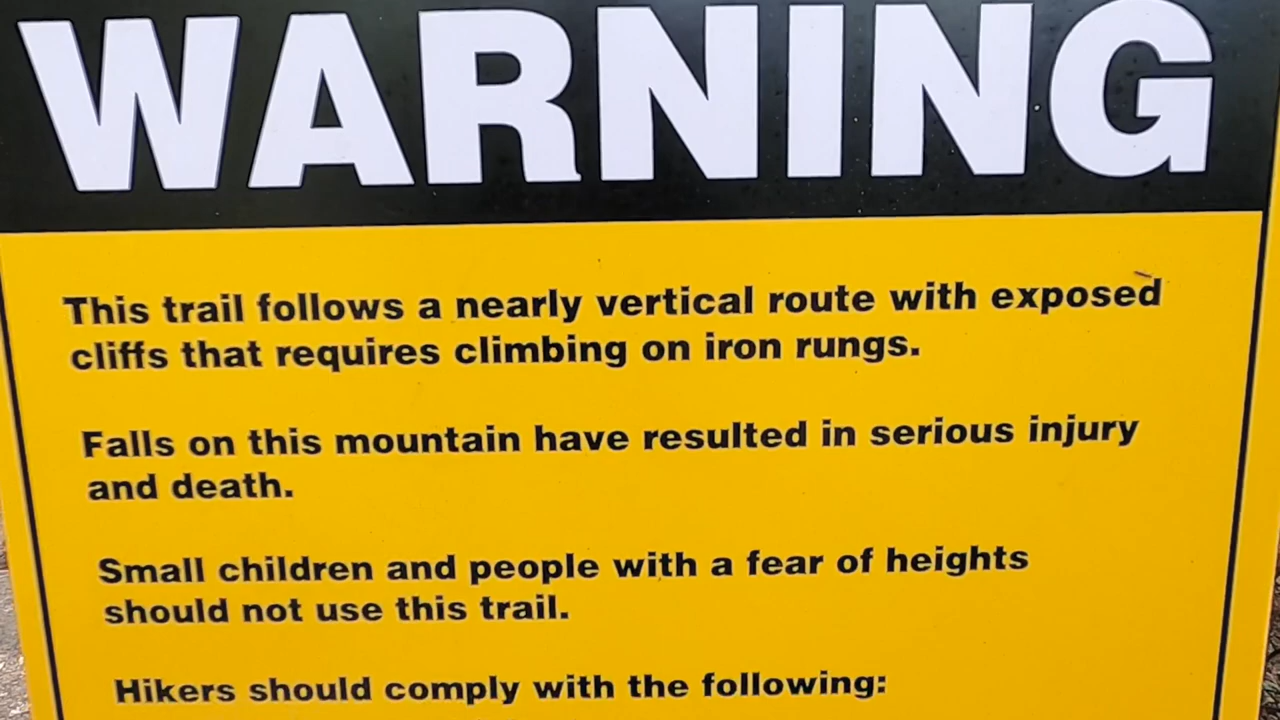 WARNING
This trail follows a nearly vertical route with exposed
cliffs that requires climbing on iron rungs.
Falls on this mountain have resulted in serious injury
and death.
Small children and people with a fear of heights
should not use this trail.
Hikers should comply with the following: